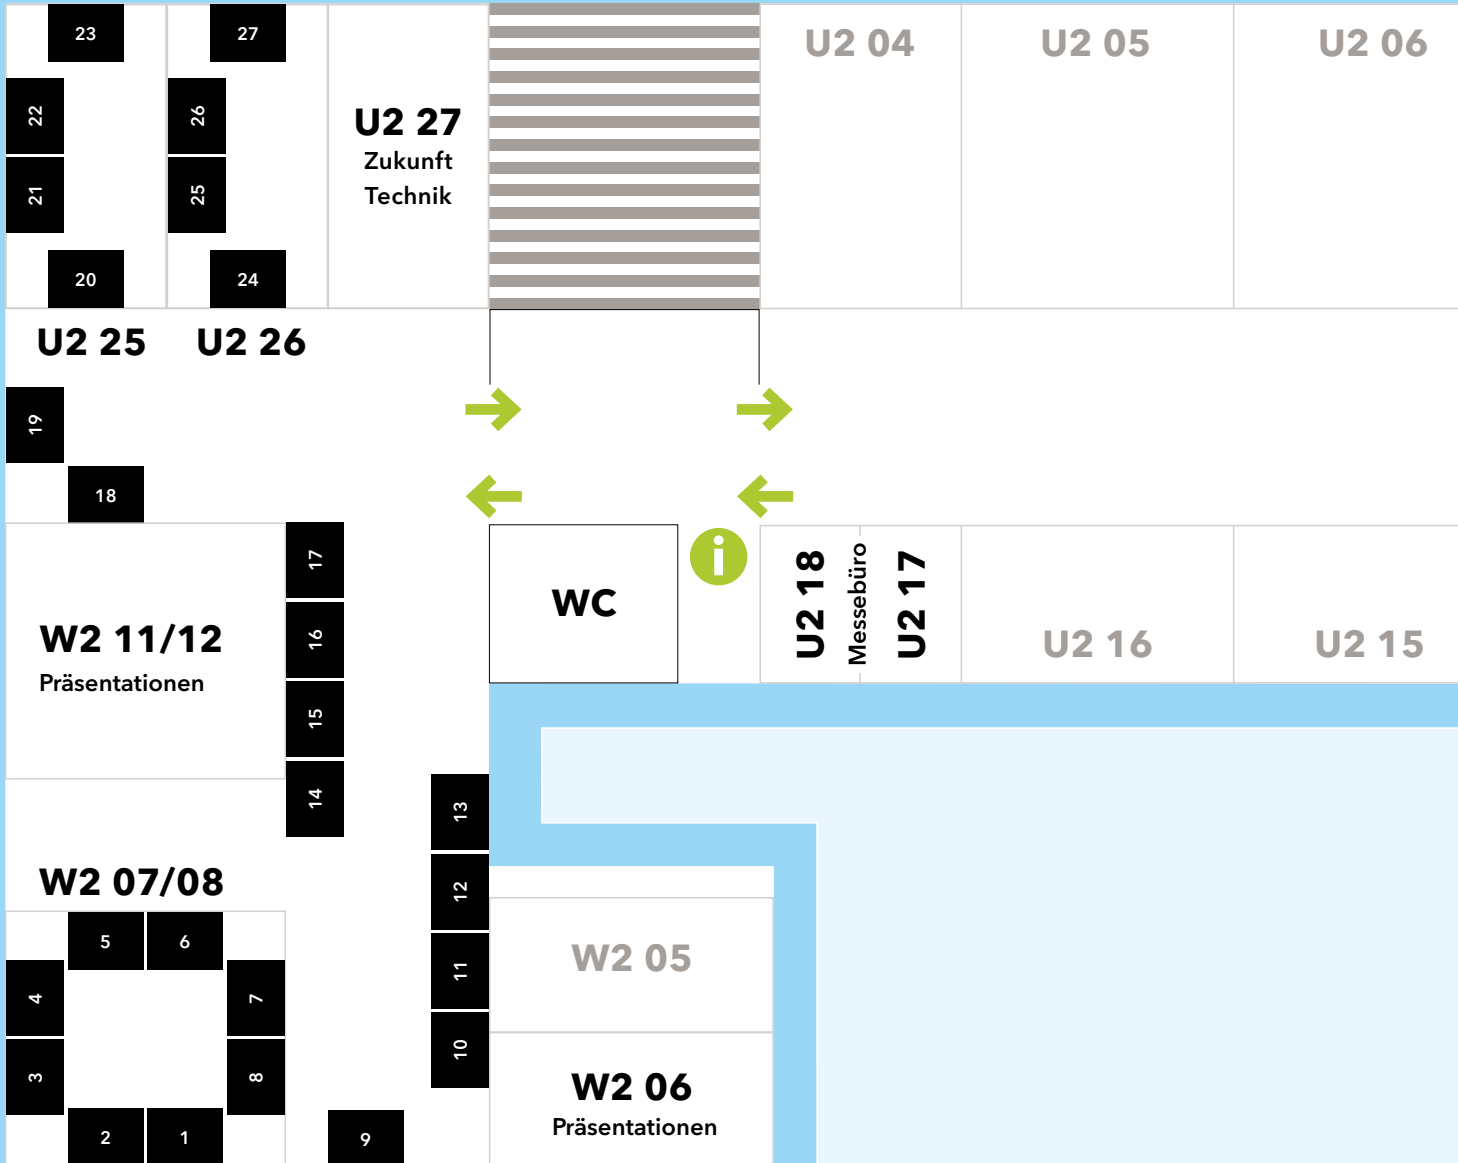 23
27
U2 04
U2 05
U2 06
22
26
U2 27
Zukunft
Technik
21
25
20
24
U2 25
U2 26
19
18
17
i
WC
U2 18
Messebüro
U2 17
U2 16
U2 15
W2 11/12
Präsentationen
16
15
14
13
W2 07/08
12
5
6
W2 05
4
7
11
3
8
10
W2 06
Präsentationen
2
1
9